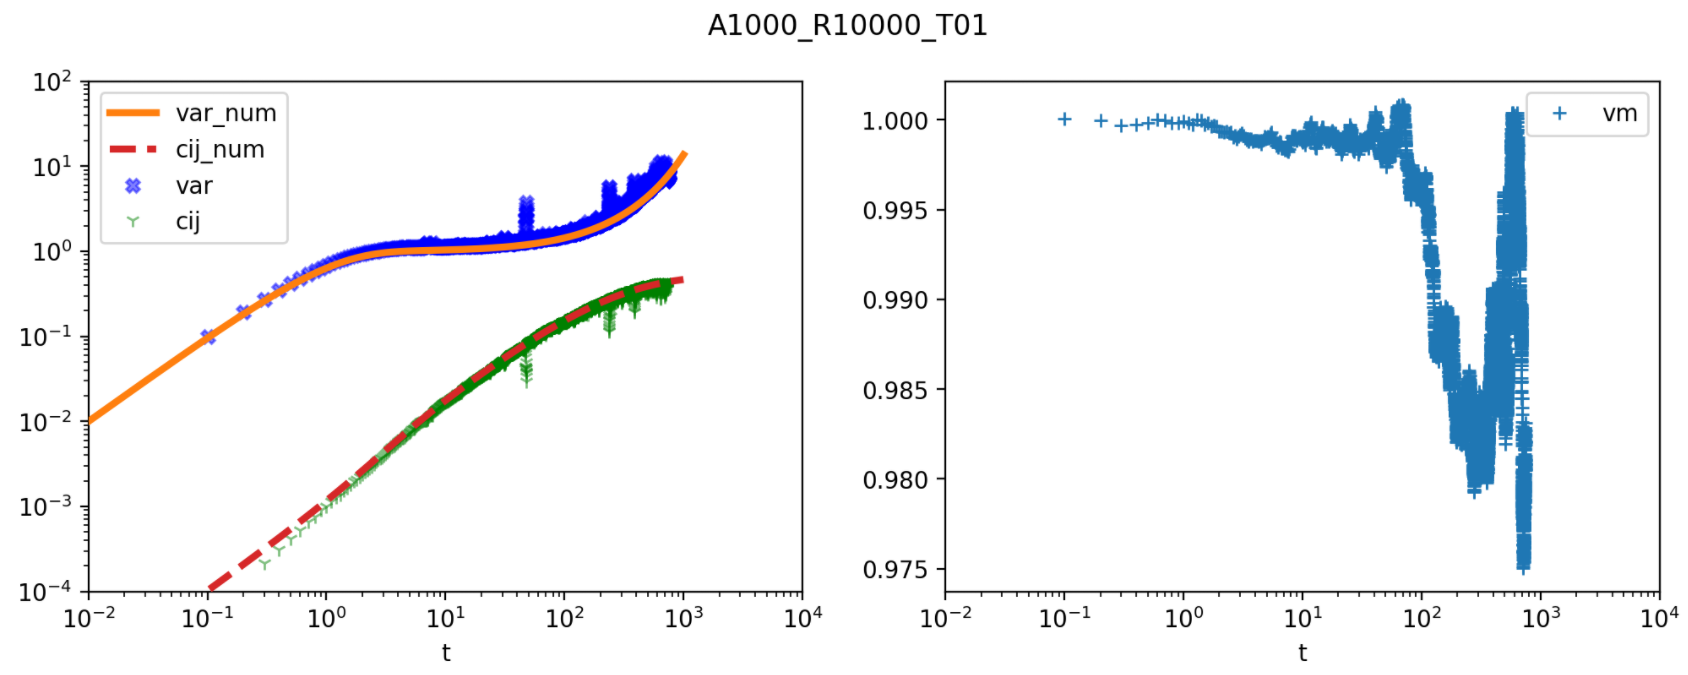 A1000_R10000_T01
10²
10¹
10⁰
10⁻¹
10⁻²
10⁻³
10⁻⁴
var_num
cij_num
var
cij
10⁻² 10⁻¹ 10⁰ 10¹ 10² 10³ 10⁴
t
1.000
0.995
0.990
0.985
0.980
0.975
vm
10⁻² 10⁻¹ 10⁰ 10¹ 10² 10³ 10⁴
t